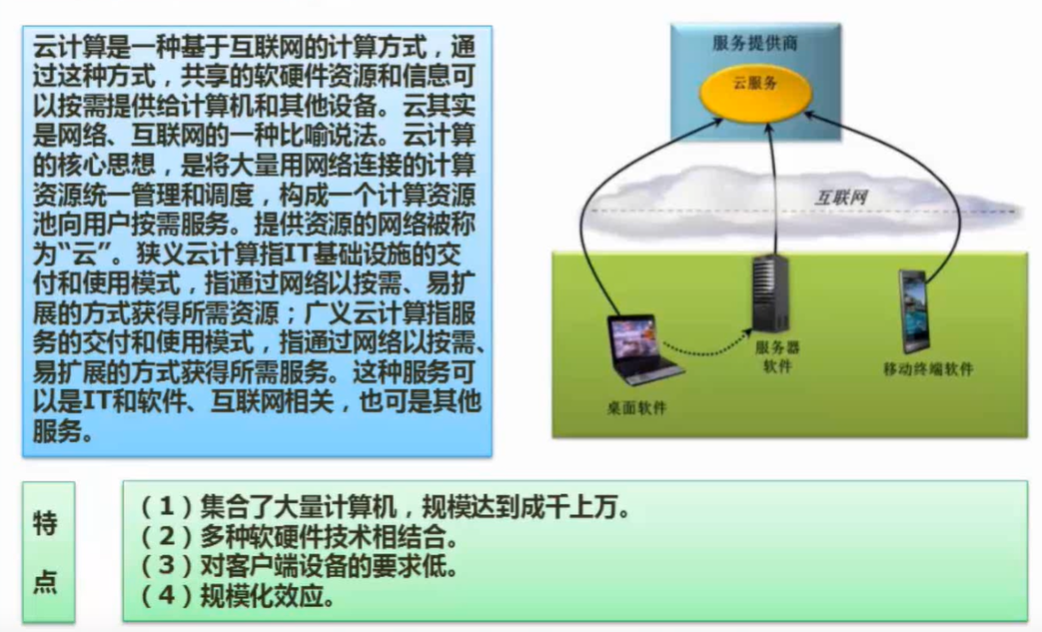 云计算是一种基于互联网的计算方式，通
过这种方式，共享的软硬件资源和信息可
以按需提供给计算机和其他设备。云其实
是网络、互联网的一种比喻说法。云计算
的核心思想，是将大量用网络连接的计算
资源统一管理和调度，构成一个计算资源
池向用户按需服务。提供资源的网络被称
为“云”。狭义云计算指IT基础设施的交
付和使用模式，指通过网络以按需、易扩
展的方式获得所需资源；广义云计算指服
务的交付和使用模式，指通过网络以按需、
易扩展的方式获得所需服务。这种服务可
以是IT和软件、互联网相关，也可是其他
服务。
服务提供商
云服务
互联网
服务器
软件
移动终端软件
桌面软件
特
点
（1）集合了大量计算机，规模达到成千上万。
（2）多种软硬件技术相结合。
（3）对客户端设备的要求低。
（4）规模化效应。